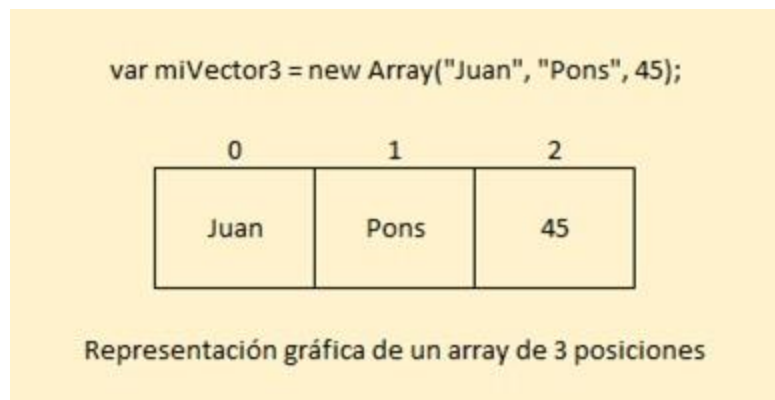 var miVector3 = new Array("Juan", "Pons", 45);
0 1 2
Juan Pons 45
Representación gráfica de un array de 3 posiciones